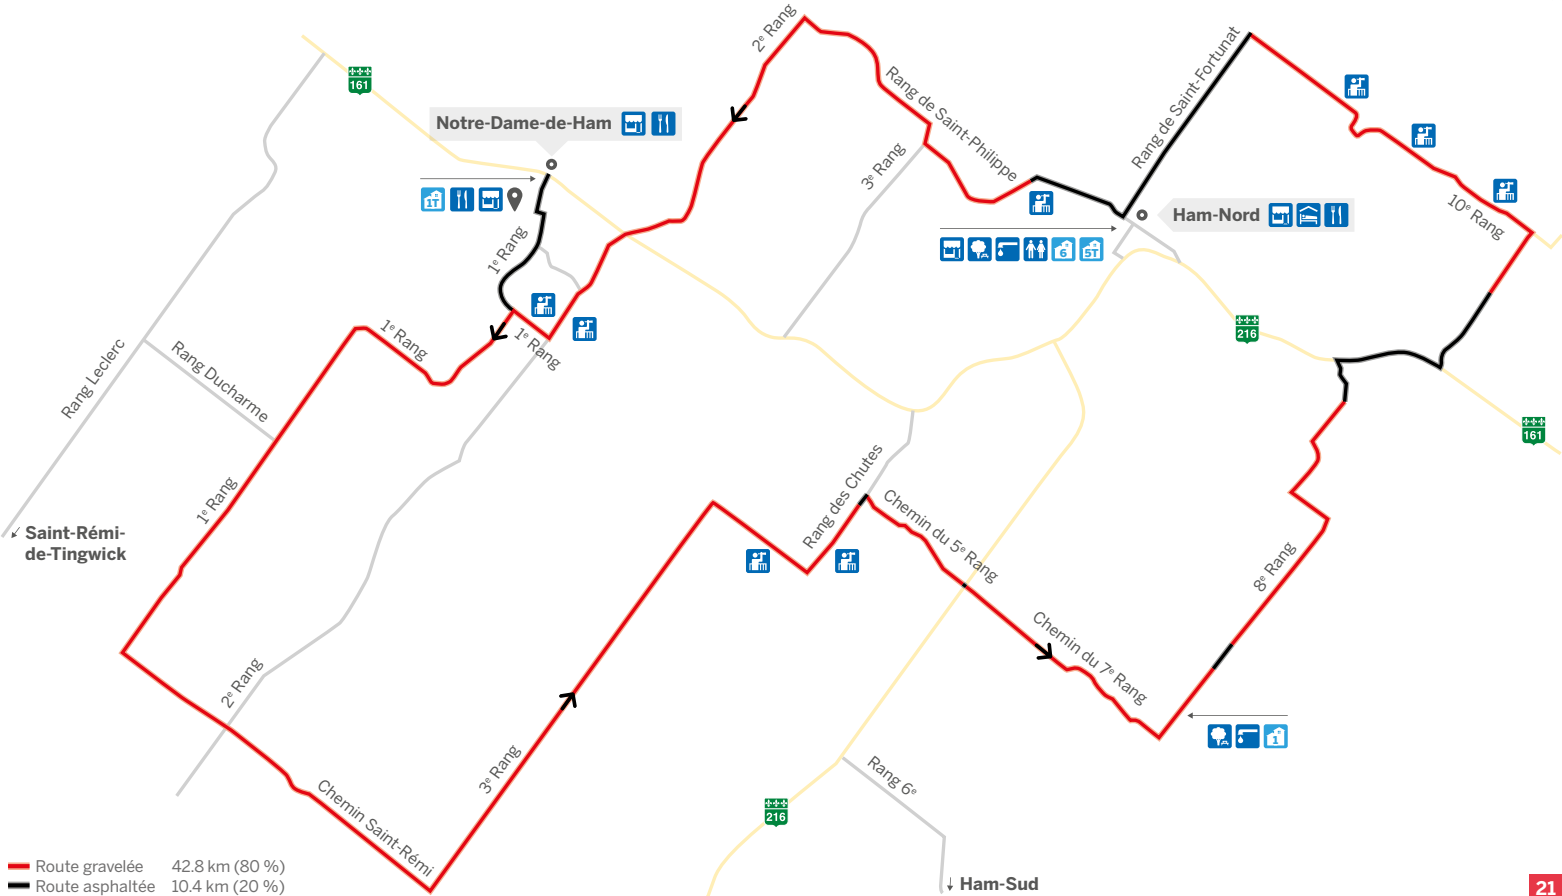 2e Rang
161
Notre-Dame-de-Ham
1T
Rang de Saint-Philippe
3e Rang
Rang de Saint-Fortunat
Ham-Nord
6
5T
10e Rang
1e Rang
1e Rang
1e Rang
216
161
Rang Leclerc
Rang Ducharme
1e Rang
Saint-Rémi-
de-Tingwick
Rang des Chutes
Chemin du 5e Rang
8e Rang
Chemin du 7e Rang
1
2e Rang
3e Rang
Chemin Saint-Rémi
Rang 6e
216
Ham-Sud
Route gravelée 42.8 km (80 %)
Route asphaltée 10.4 km (20 %)
21